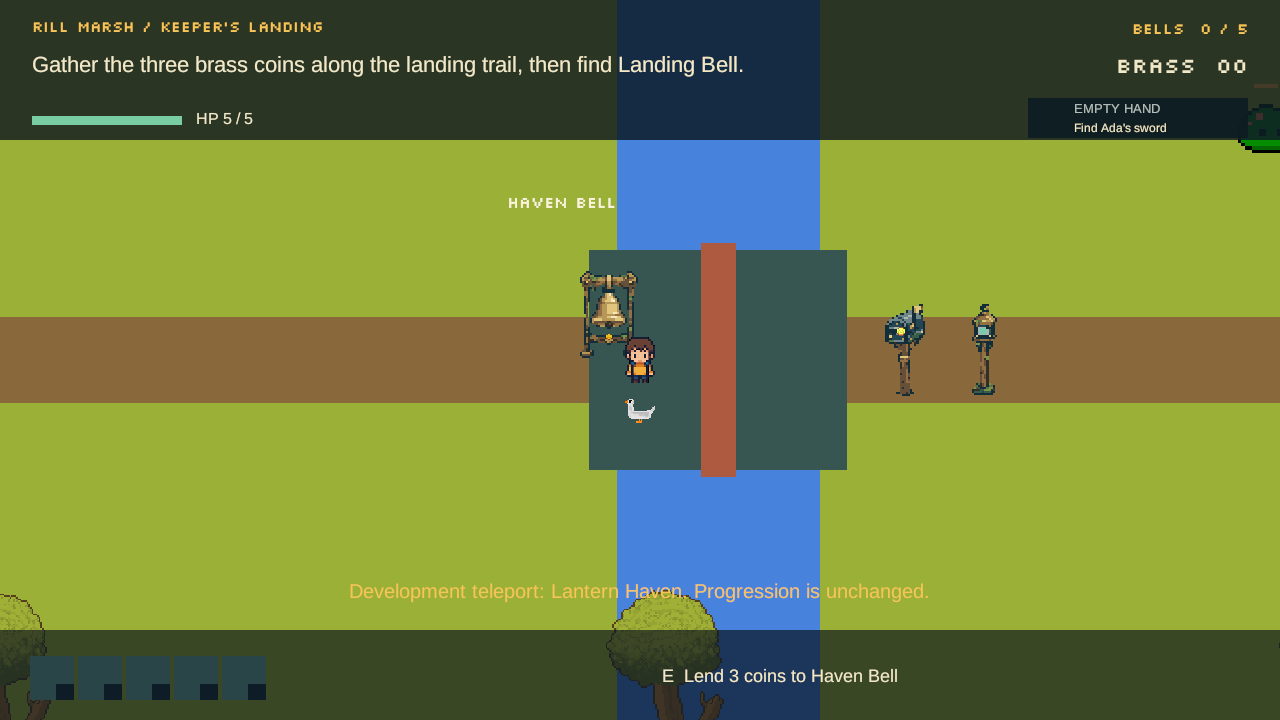 RILL MARSH / KEEPER'S LANDING
BELLS 0 / 5
Gather the three brass coins along the landing trail, then find Landing Bell.
BRASS 00
HP 5 / 5
EMPTY HAND
Find Ada's sword
HAVEN BELL
Development teleport: Lantern Haven. Progression is unchanged.
E Lend 3 coins to Haven Bell